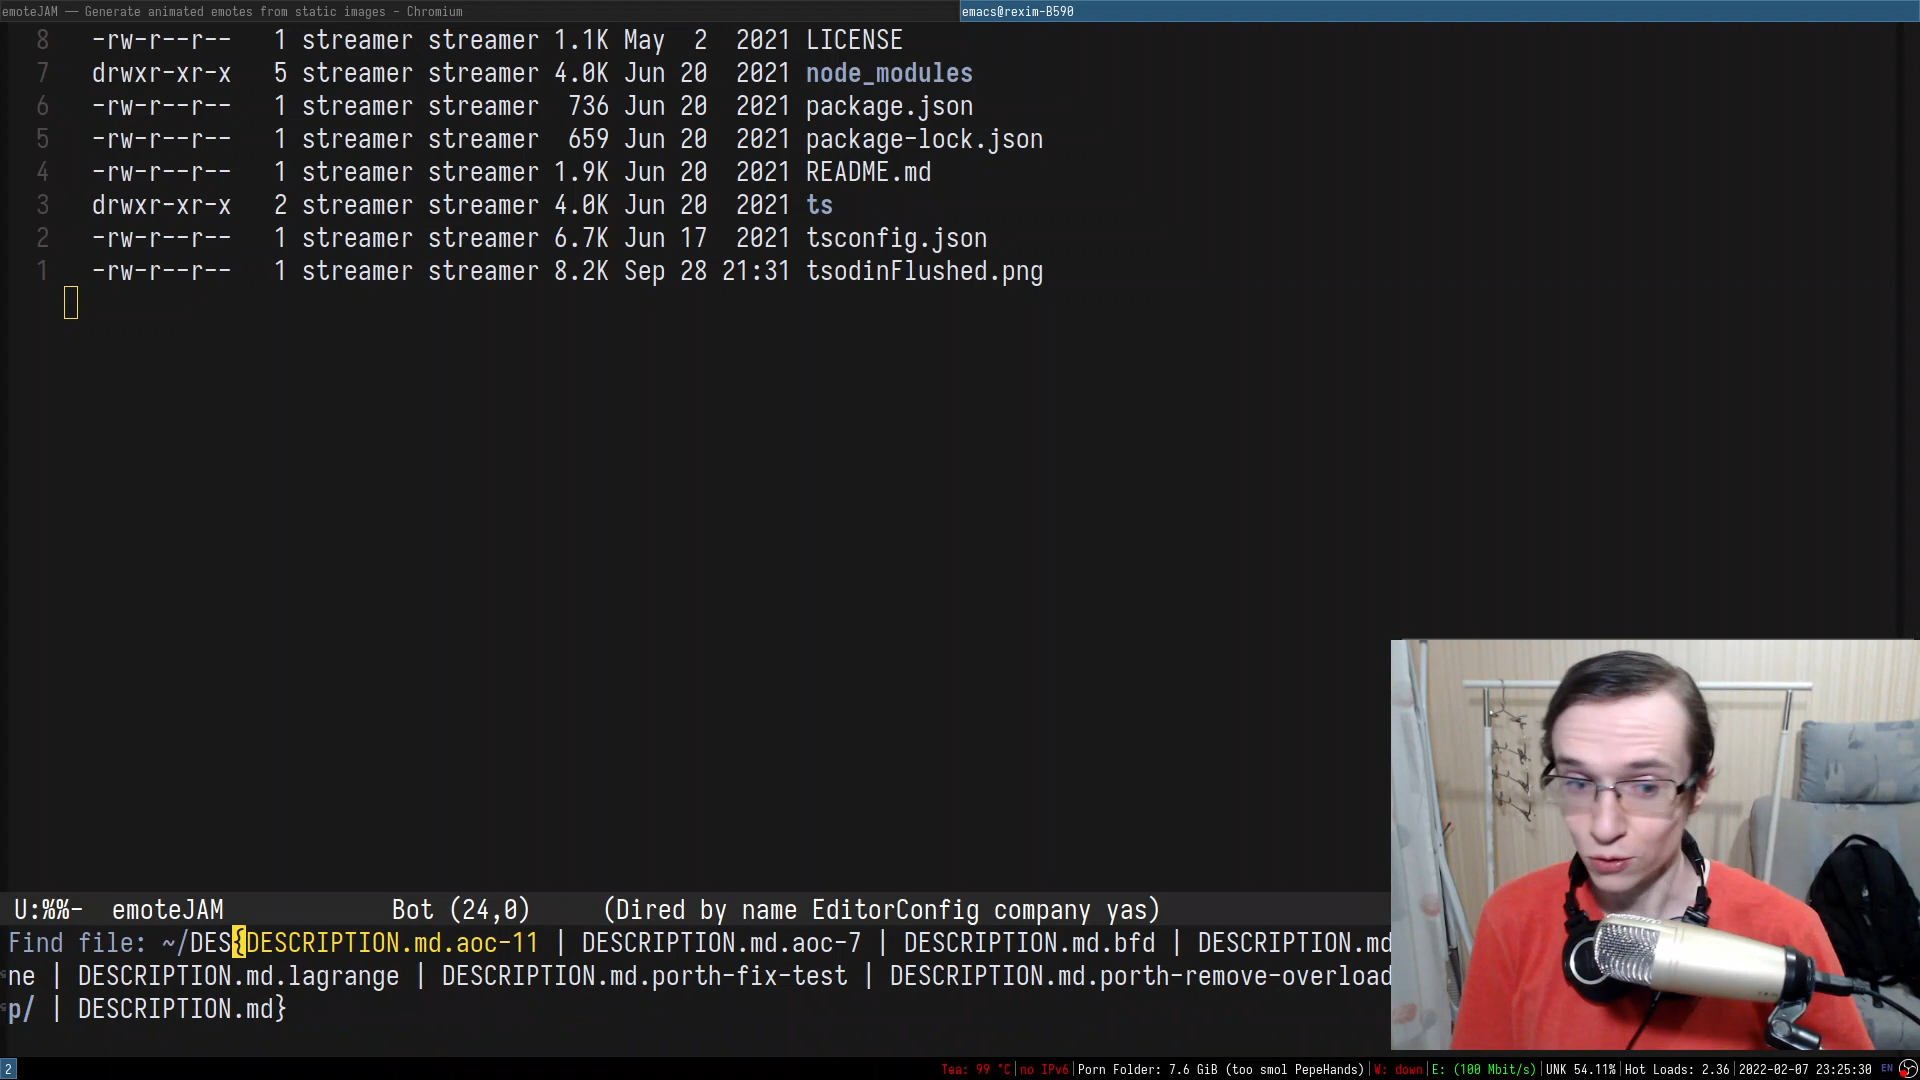 emoteJAM — Generate animated emotes from static images - Chromium
emacs@rexim-B590
8 -rw-r--r-- 1 streamer streamer 1.1K May 2 2021 LICENSE
7 drwxr-xr-x 5 streamer streamer 4.0K Jun 20 2021 node_modules
6 -rw-r--r-- 1 streamer streamer 736 Jun 20 2021 package.json
5 -rw-r--r-- 1 streamer streamer 659 Jun 20 2021 package-lock.json
4 -rw-r--r-- 1 streamer streamer 1.9K Jun 20 2021 README.md
3 drwxr-xr-x 2 streamer streamer 4.0K Jun 20 2021 ts
2 -rw-r--r-- 1 streamer streamer 6.7K Jun 17 2021 tsconfig.json
1 -rw-r--r-- 1 streamer streamer 8.2K Sep 28 21:31 tsodinFlushed.png
U:%%- emoteJAM Bot (24,0) (Dired by name EditorConfig company yas)
Find file: ~/DES{DESCRIPTION.md.aoc-11 | DESCRIPTION.md.aoc-7 | DESCRIPTION.md.bfd | DESCRIPTION.md
ne | DESCRIPTION.md.lagrange | DESCRIPTION.md.porth-fix-test | DESCRIPTION.md.porth-remove-overload
p/ | DESCRIPTION.md}
2 Tea: 99 °C|no IPv6|Porn Folder: 7.6 GiB (too smol PepeHands)|W: down|E: (100 Mbit/s)|UNK 54.11%|Hot Loads: 2.36|2022-02-07 23:25:30 EN